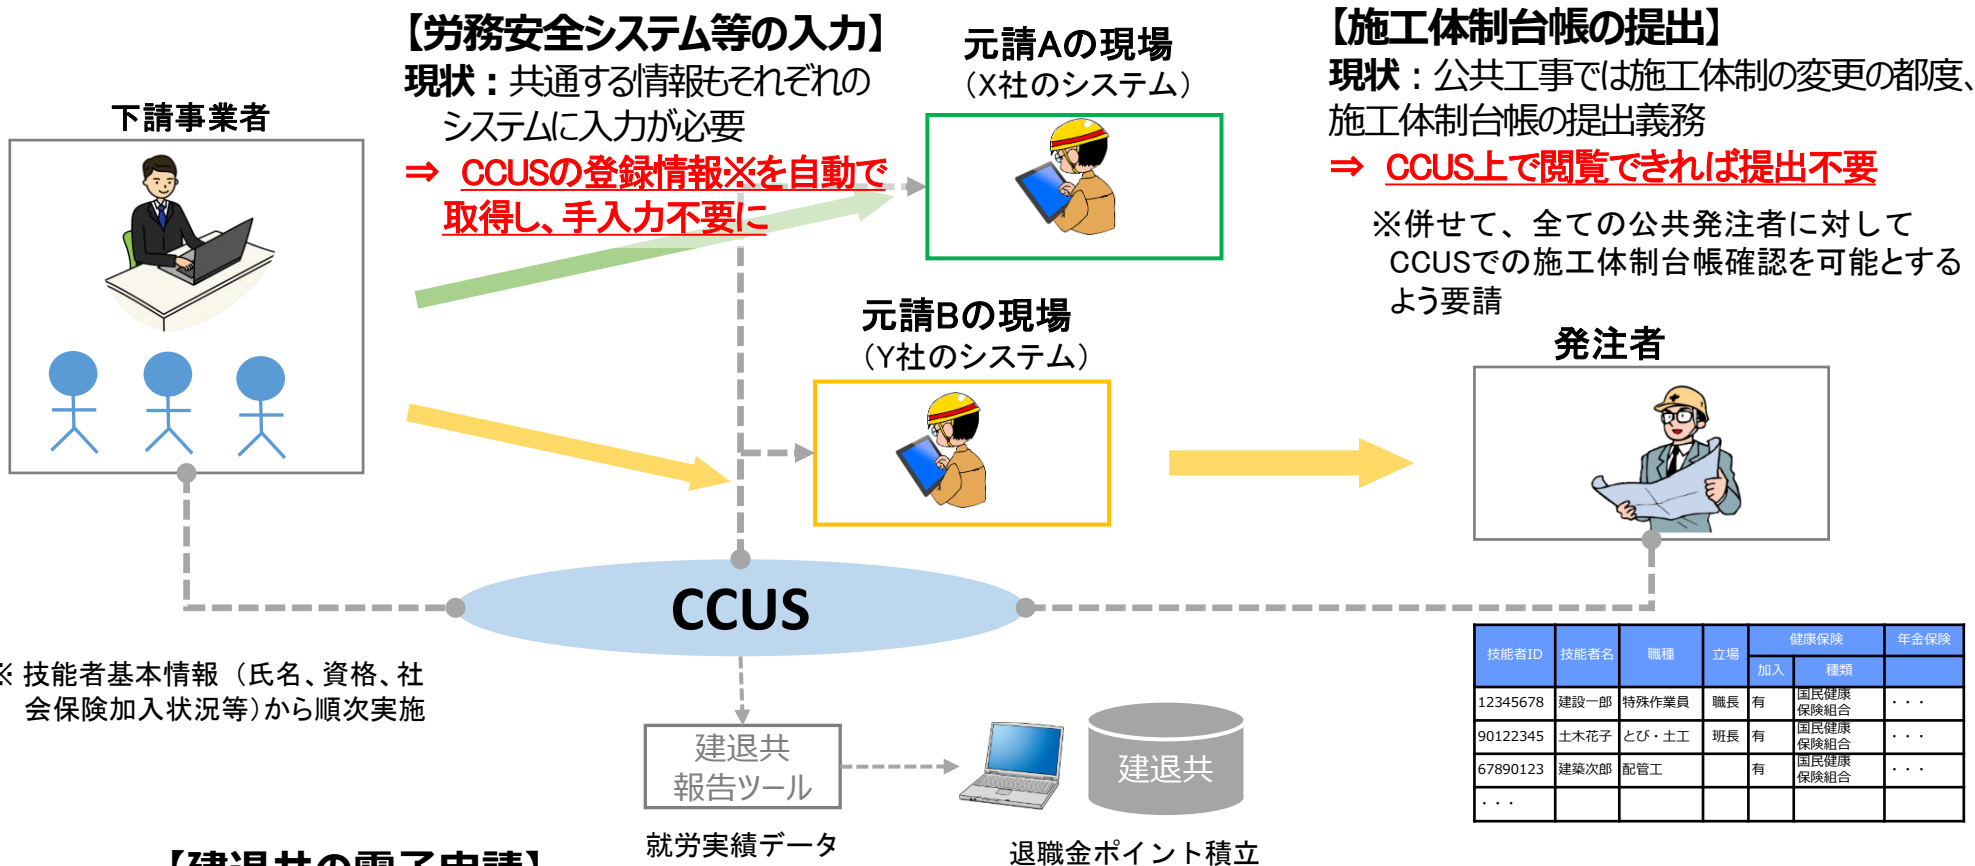 【労務安全システム等の入力】
現状：共通する情報もそれぞれの
システムに入力が必要
⇒ CCUSの登録情報※を自動で
取得し、手入力不要に
元請Aの現場
（X社のシステム）
【施工体制台帳の提出】
現状：公共工事では施工体制の変更の都度、
施工体制台帳の提出義務
⇒ CCUS上で閲覧できれば提出不要
※併せて、全ての公共発注者に対して
CCUSでの施工体制台帳確認を可能とする
よう要請
下請事業者
元請Bの現場
（Y社のシステム）
発注者
CCUS
※ 技能者基本情報（氏名、資格、社
会保険加入状況等）から順次実施
建退共
報告ツール
建退共
就労実績データ
退職金ポイント積立
技能者ID 技能者名 職種 立場 健康保険 年金保険
加入 種類
12345678 建設一郎 特殊作業員 職長 有 国民健康
保険組合 ・・・
90122345 土木花子 とび・土工 班長 有 国民健康
保険組合 ・・・
67890123 建築次郎 配管工 有 国民健康
保険組合 ・・・
・・・
【建退共の電子申請】